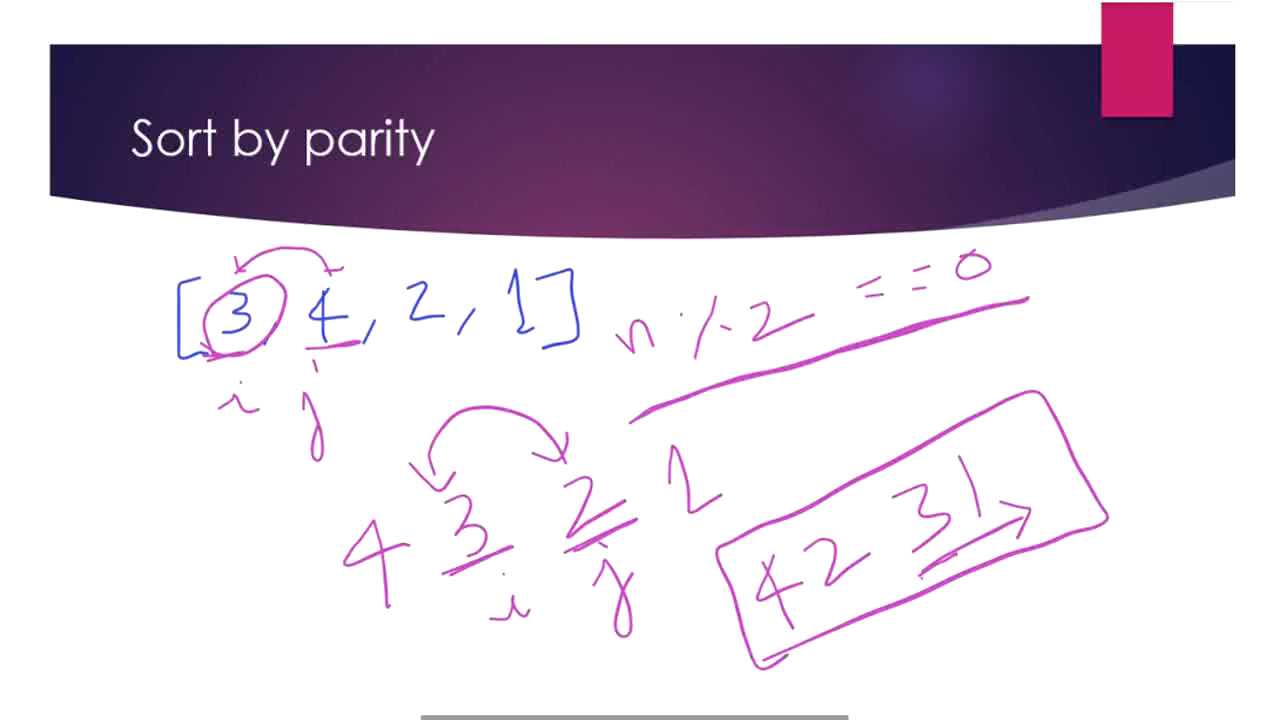 Sort by parity
[3, 4, 2, 1]
n % 2 == 0
i j
4 3 2 1
i j
4 2 3 1